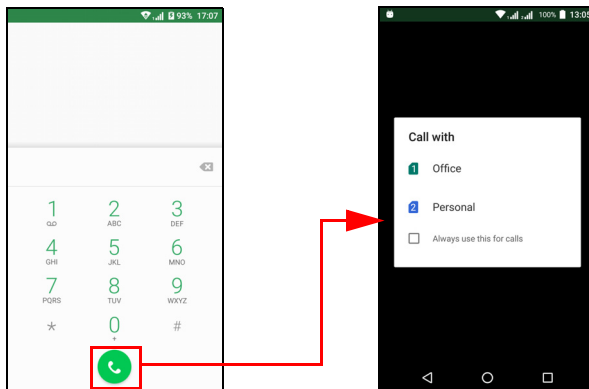 93% 17:07
1 2 3
ABC DEF
4 5 6
GHI JKL MNO
7 8 9
PQRS TUV WXYZ
* 0 #
+
100% 13:05
Call with
1 Office
2 Personal
Always use this for calls